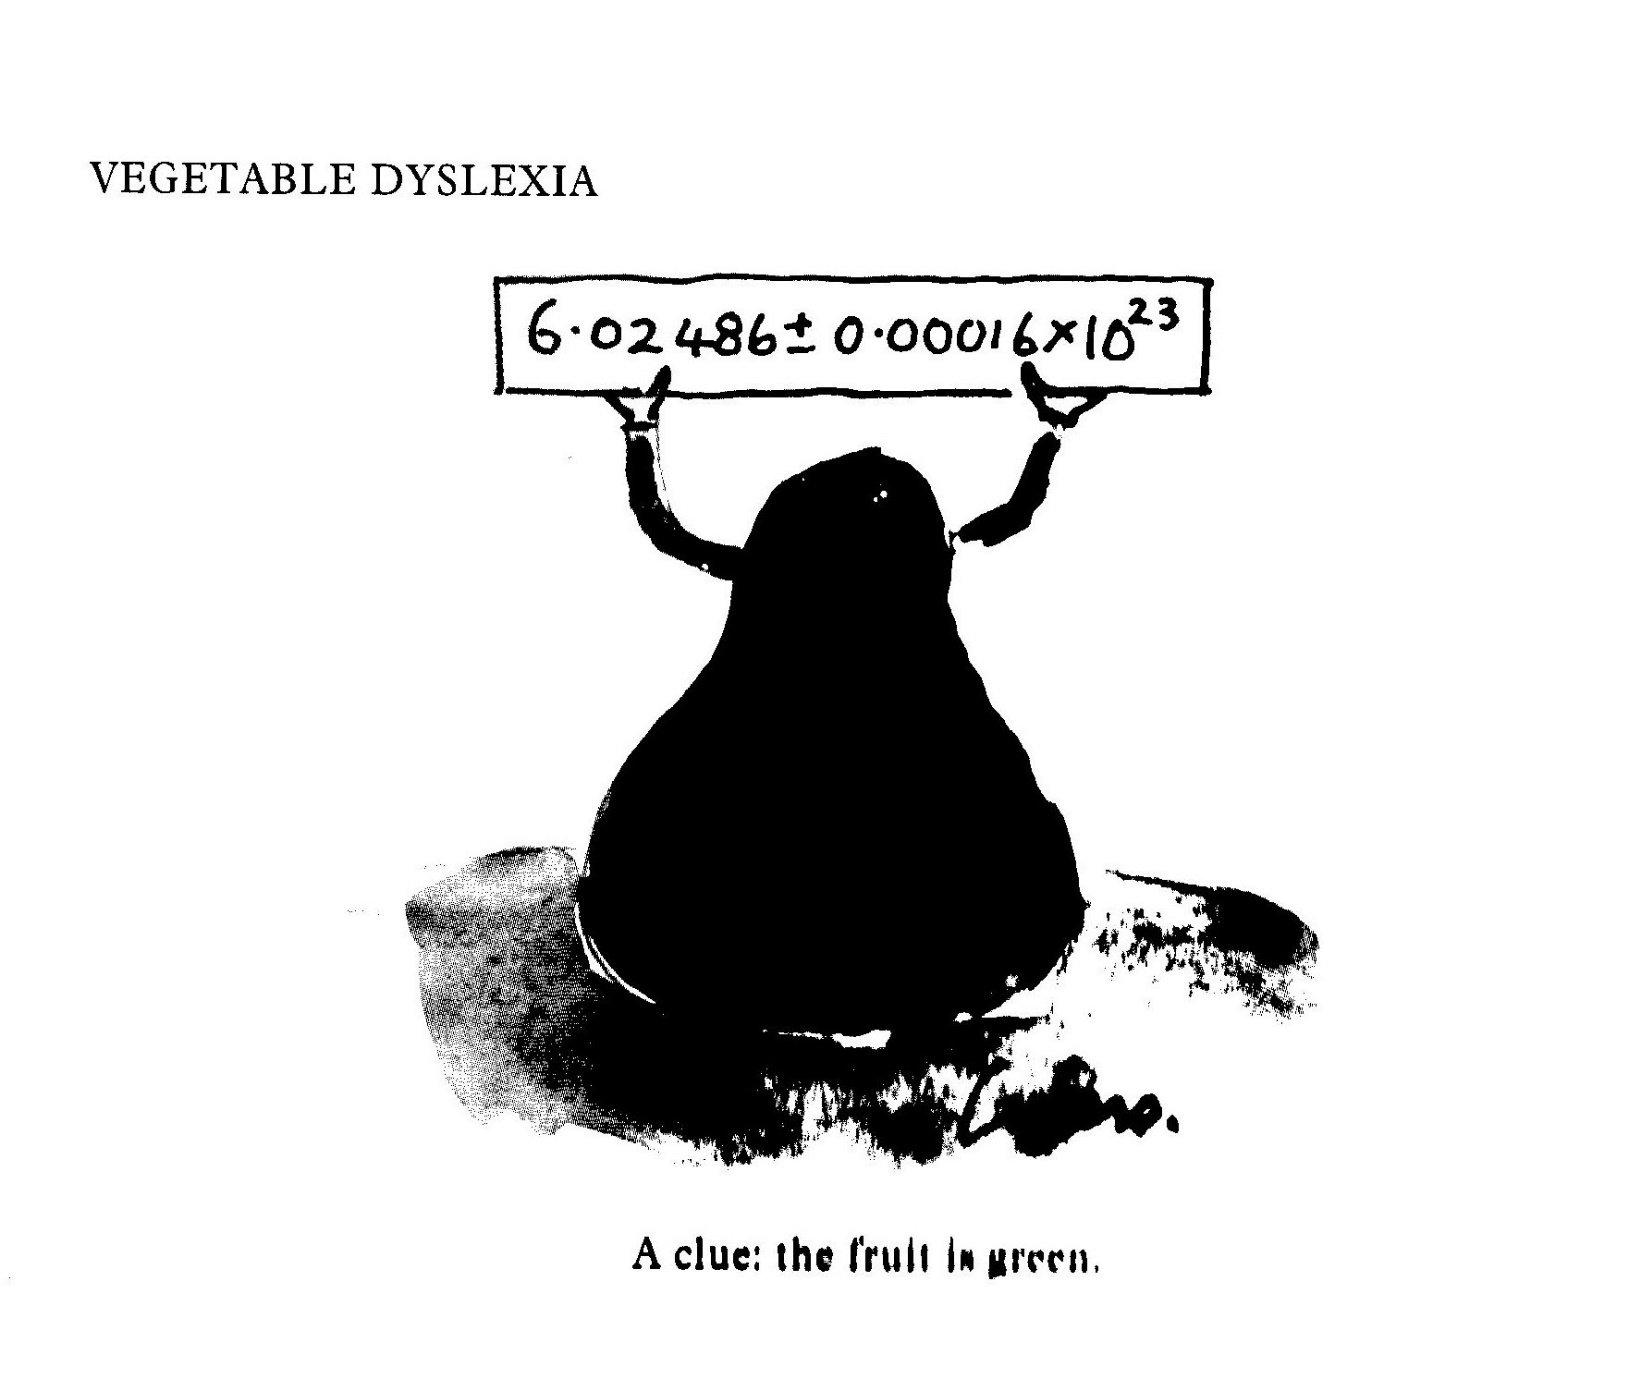 VEGETABLE DYSLEXIA
6·02486 ± 0·00016 × 10²³
A clue: the fruit is green.